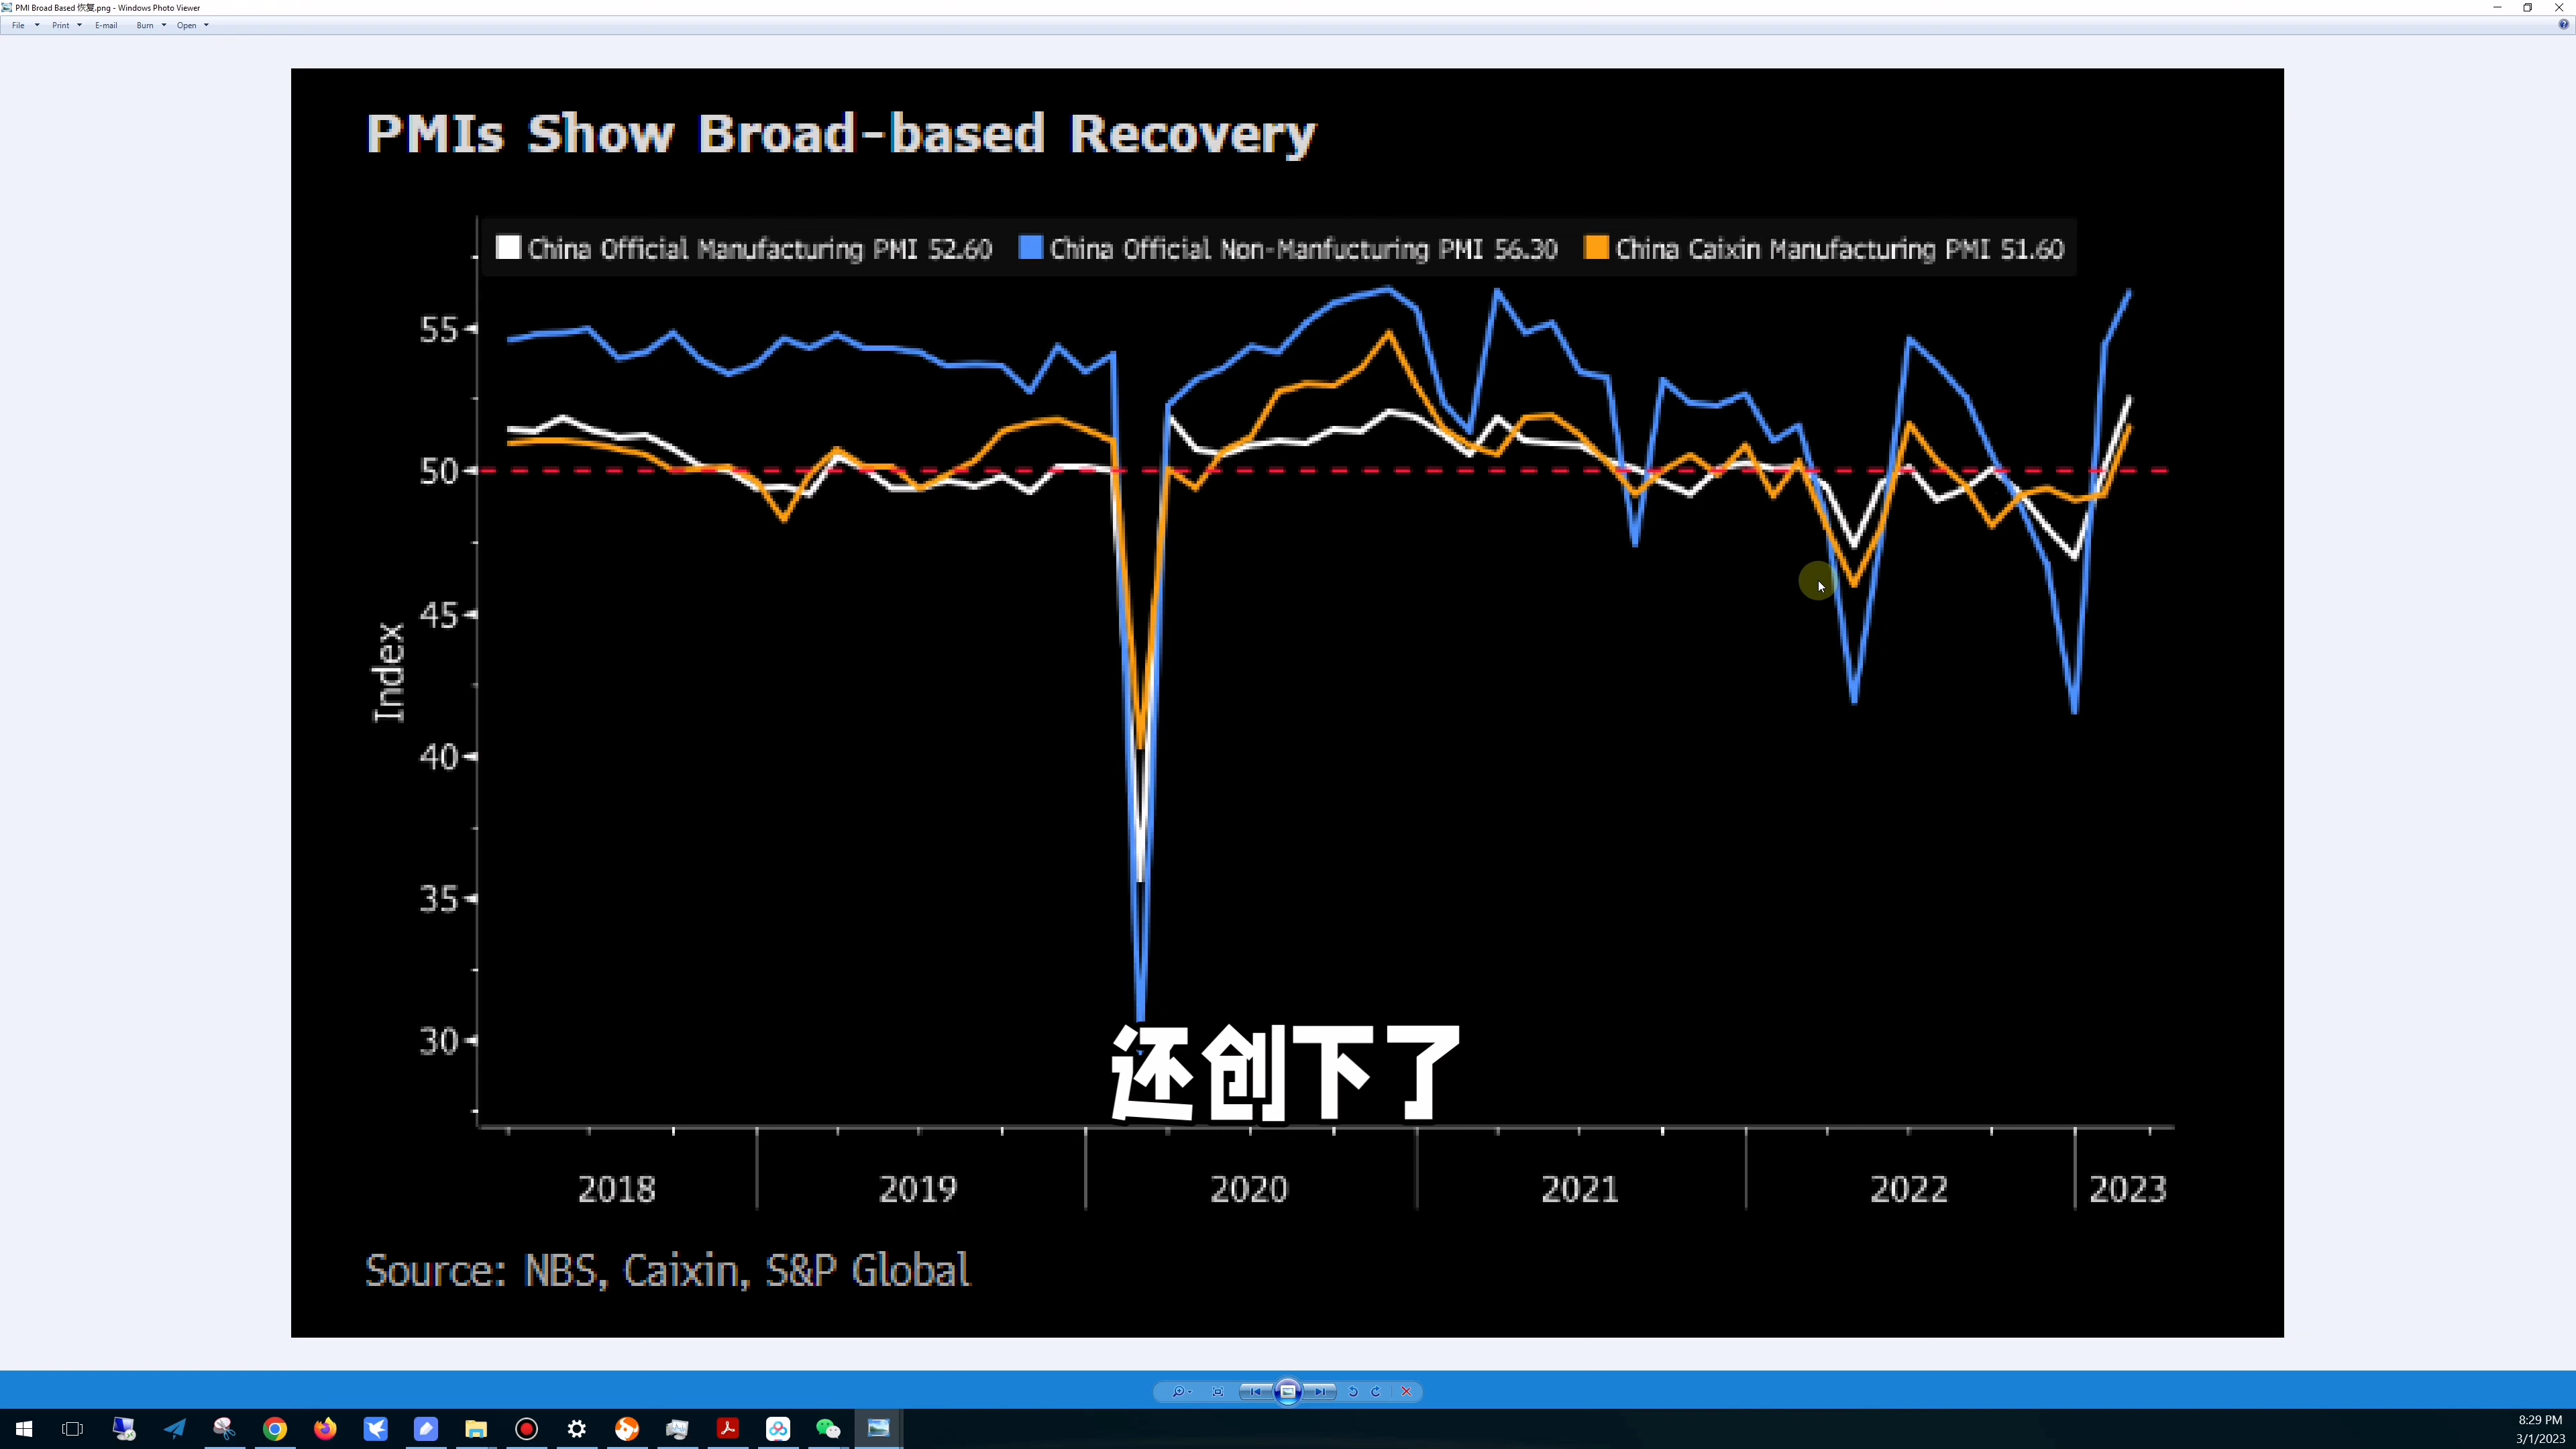 PMI Broad Based 恢复.png - Windows Photo Viewer
File Print E-mail Burn Open
PMIs Show Broad-based Recovery
China Official Manufacturing PMI 52.60 China Official Non-Manfucturing PMI 56.30 China Caixin Manufacturing PMI 51.60
55
50
45
40
35
30
Index
还创下了
2018 2019 2020 2021 2022 2023
Source: NBS, Caixin, S&P Global
8:29 PM
3/1/2023